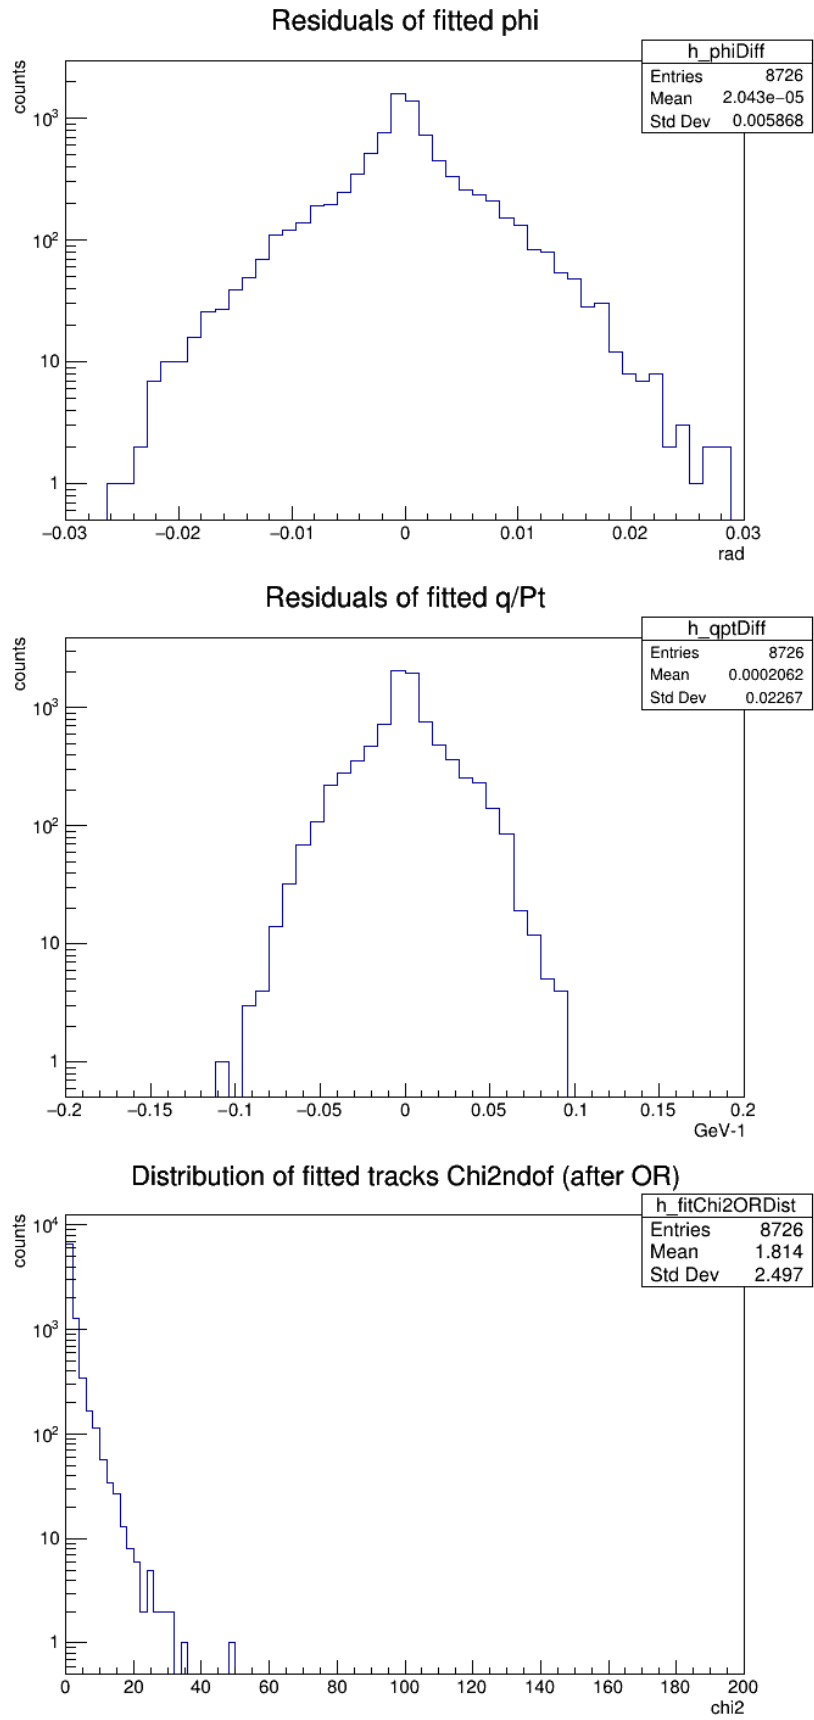 Residuals of fitted phi
counts
h_phiDiff
Entries 8726
Mean 2.043e−05
Std Dev 0.005868
10³
10²
10
1
−0.03 −0.02 −0.01 0 0.01 0.02 0.03
rad
Residuals of fitted q/Pt
counts
h_qptDiff
Entries 8726
Mean 0.0002062
Std Dev 0.02267
10³
10²
10
1
−0.2 −0.15 −0.1 −0.05 0 0.05 0.1 0.15 0.2
GeV-1
Distribution of fitted tracks Chi2ndof (after OR)
counts
h_fitChi2ORDist
Entries 8726
Mean 1.814
Std Dev 2.497
10⁴
10³
10²
10
1
0 20 40 60 80 100 120 140 160 180 200
chi2